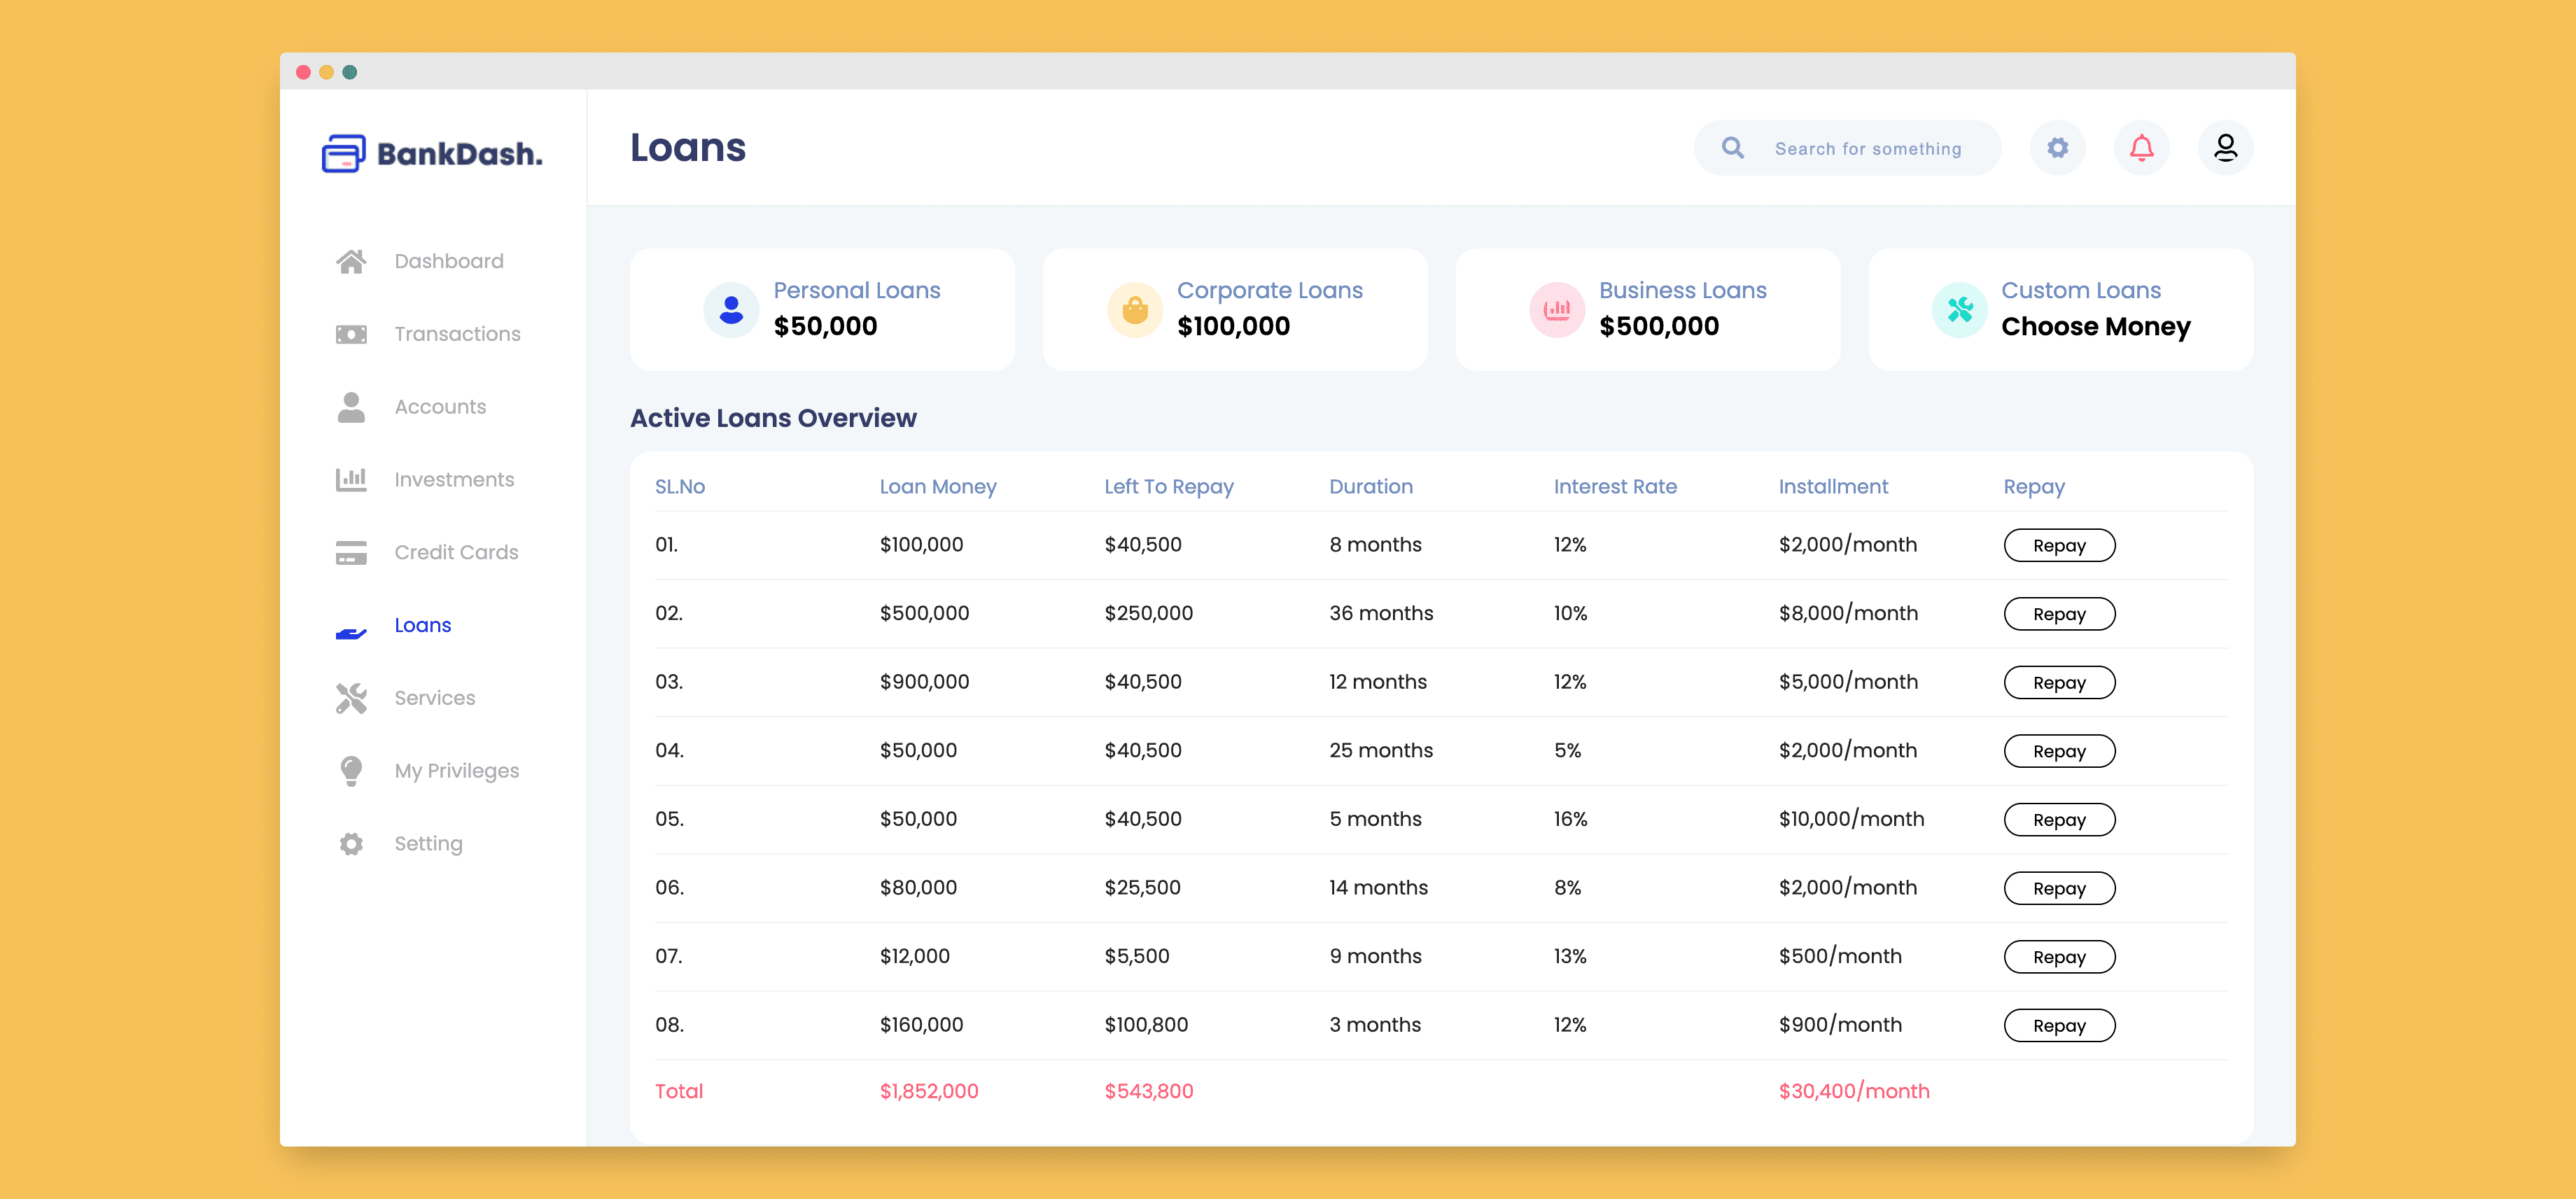 BankDash.
Loans
Search for something
Dashboard
Transactions
Accounts
Investments
Credit Cards
Loans
Services
My Privileges
Setting
Personal Loans
$50,000
Corporate Loans
$100,000
Business Loans
$500,000
Custom Loans
Choose Money
Active Loans Overview
SL.No Loan Money Left To Repay Duration Interest Rate Installment Repay
01. $100,000 $40,500 8 months 12% $2,000/month Repay
02. $500,000 $250,000 36 months 10% $8,000/month Repay
03. $900,000 $40,500 12 months 12% $5,000/month Repay
04. $50,000 $40,500 25 months 5% $2,000/month Repay
05. $50,000 $40,500 5 months 16% $10,000/month Repay
06. $80,000 $25,500 14 months 8% $2,000/month Repay
07. $12,000 $5,500 9 months 13% $500/month Repay
08. $160,000 $100,800 3 months 12% $900/month Repay
Total $1,852,000 $543,800 $30,400/month